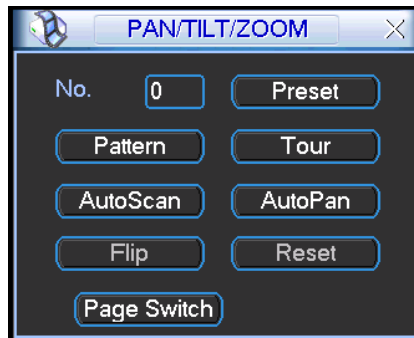 PAN/TILT/ZOOM
No. 0 Preset
Pattern Tour
AutoScan AutoPan
Flip Reset
Page Switch